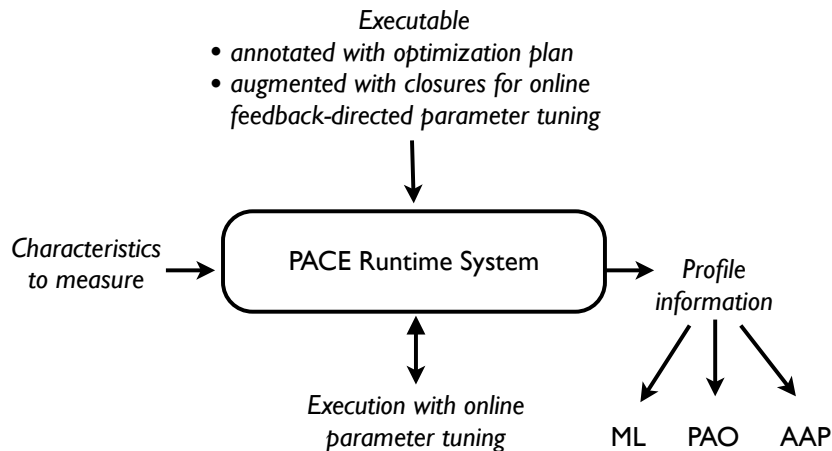 Executable
• annotated with optimization plan
• augmented with closures for online
feedback-directed parameter tuning
Characteristics
to measure
PACE Runtime System
Profile
information
Execution with online
parameter tuning
ML PAO AAP